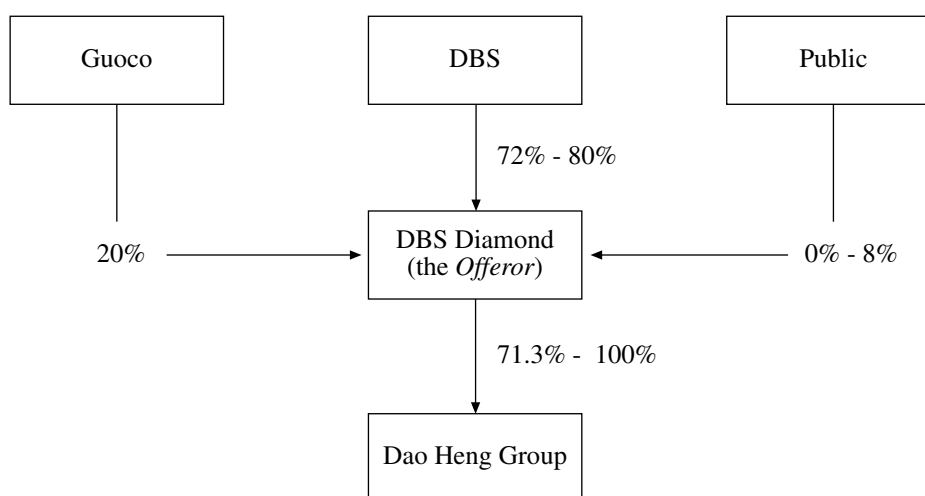 Guoco
DBS
Public
72% - 80%
20%
DBS Diamond
(the Offeror)
0% - 8%
71.3% -  100%
Dao Heng Group